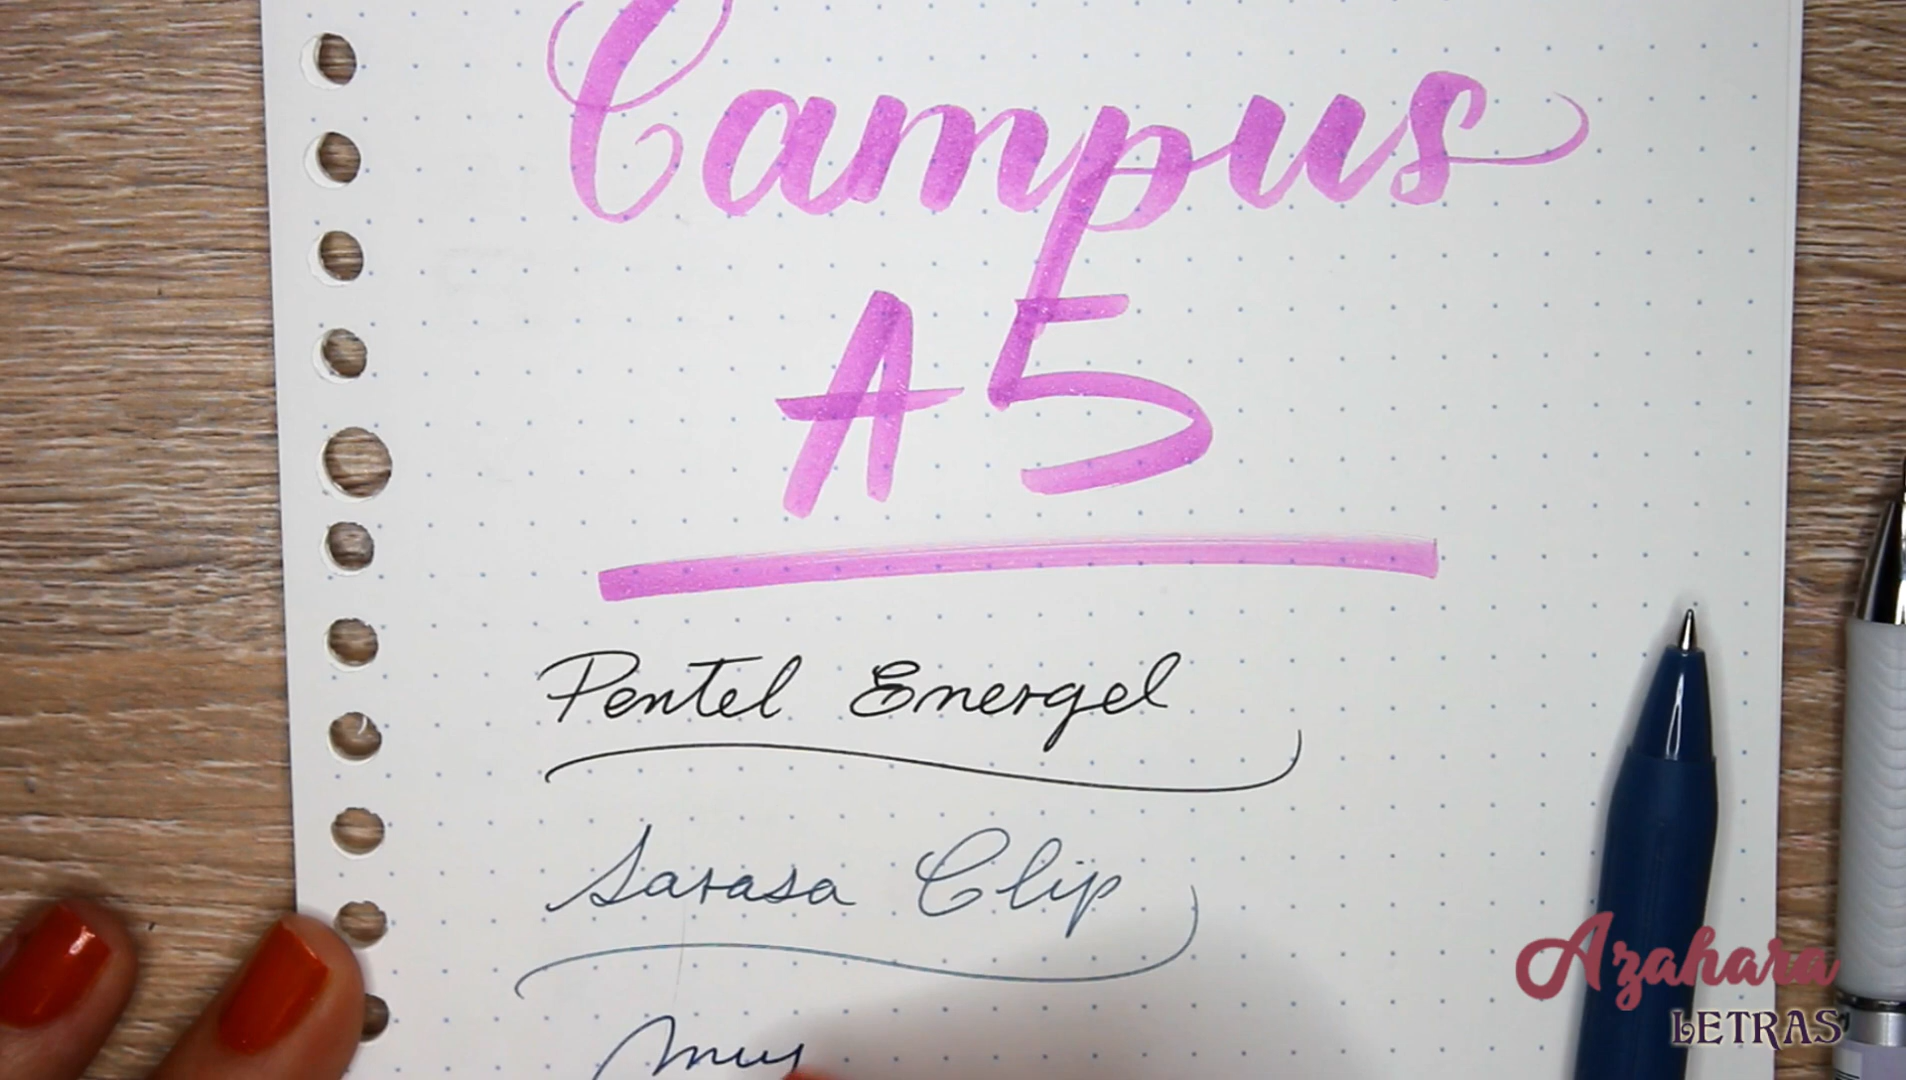 Campus
A5
Pentel Energel
Sarasa Clip
Azahara
LETRAS